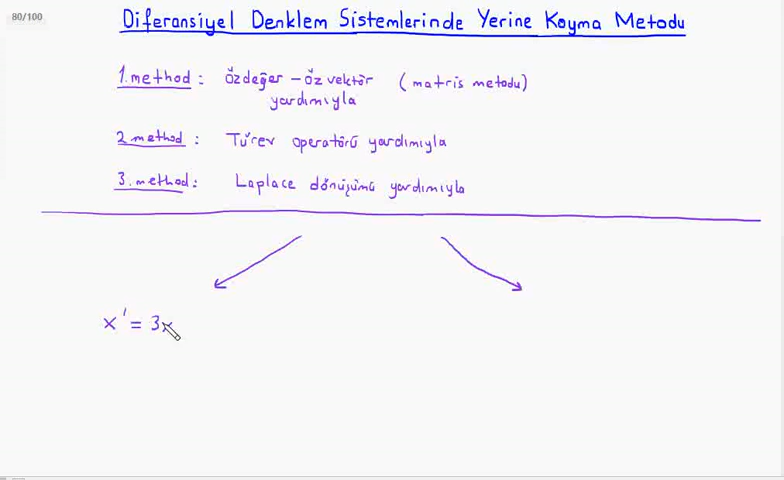 80/100
Diferansiyel Denklem Sistemlerinde Yerine Koyma Metodu
1. method : özdeğer - özvektör (matris metodu)
yardımıyla
2. method : Türev operatörü yardımıyla
3. method : Laplace dönüşümü yardımıyla
x' = 3x